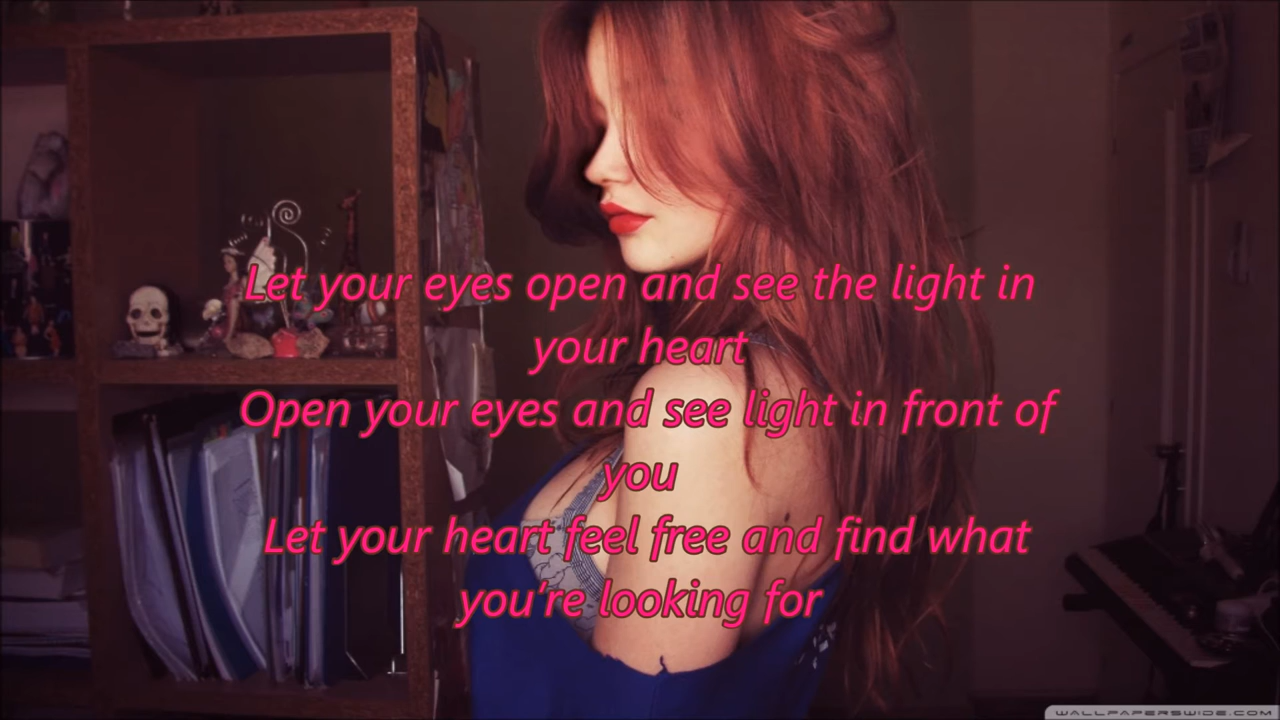 Let your eyes open and see the light in
your heart
Open your eyes and see light in front of
you
Let your heart feel free and find what
you're looking for
WALLPAPERSWIDE.COM